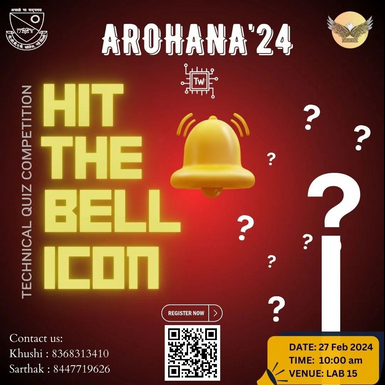 AROHANA'24
TW
TECHNICAL QUIZ COMPETITION
HIT
THE
BELL
ICON
REGISTER NOW
Contact us:
Khushi : 8368313410
Sarthak : 8447719626
DATE: 27 Feb 2024
TIME: 10:00 am
VENUE: LAB 15